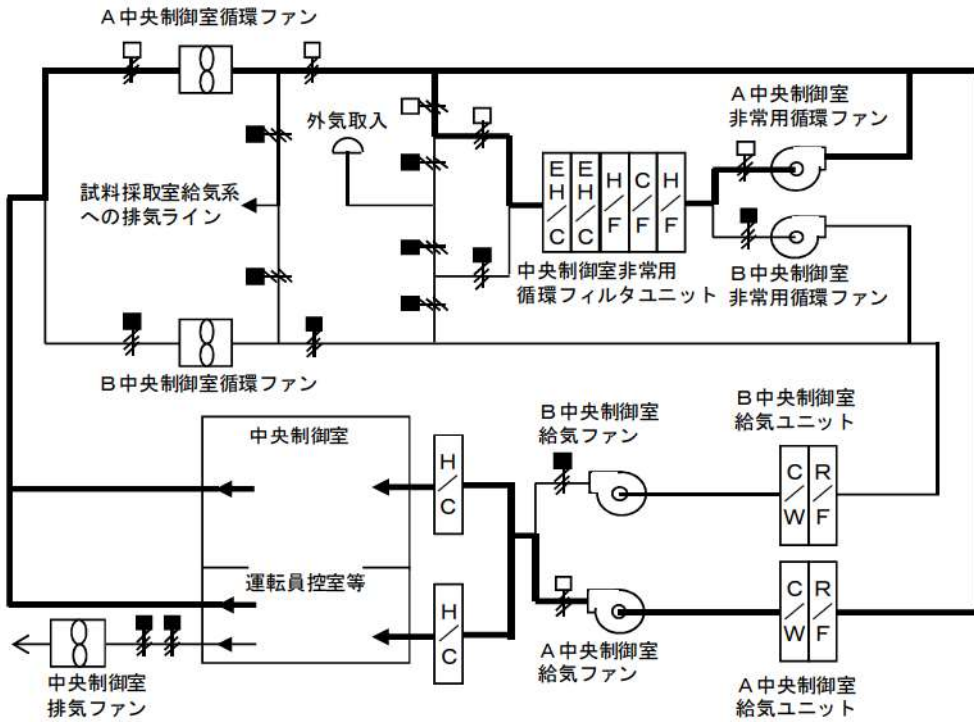 A中央制御室循環ファン
外気取入
A中央制御室
非常用循環ファン
試料採取室給気系
への排気ライン
EH/C
EH/C
H/F
C/F
H/F
中央制御室非常用
循環フィルタユニット
B中央制御室
非常用循環ファン
B中央制御室循環ファン
中央制御室
H/C
B中央制御室
給気ファン
B中央制御室
給気ユニット
C/W
R/F
運転員控室等
H/C
C/W
R/F
中央制御室
排気ファン
A中央制御室
給気ファン
A中央制御室
給気ユニット